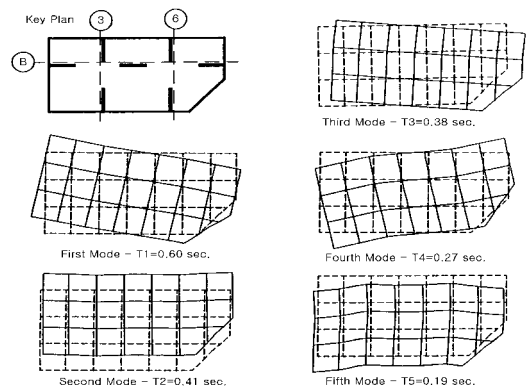 Key Plan
3
6
B
Third Mode - T3=0.38 sec.
First Mode - T1=0.60 sec.
Fourth Mode - T4=0.27 sec.
Second Mode - T2=0.41 sec.
Fifth Mode - T5=0.19 sec.